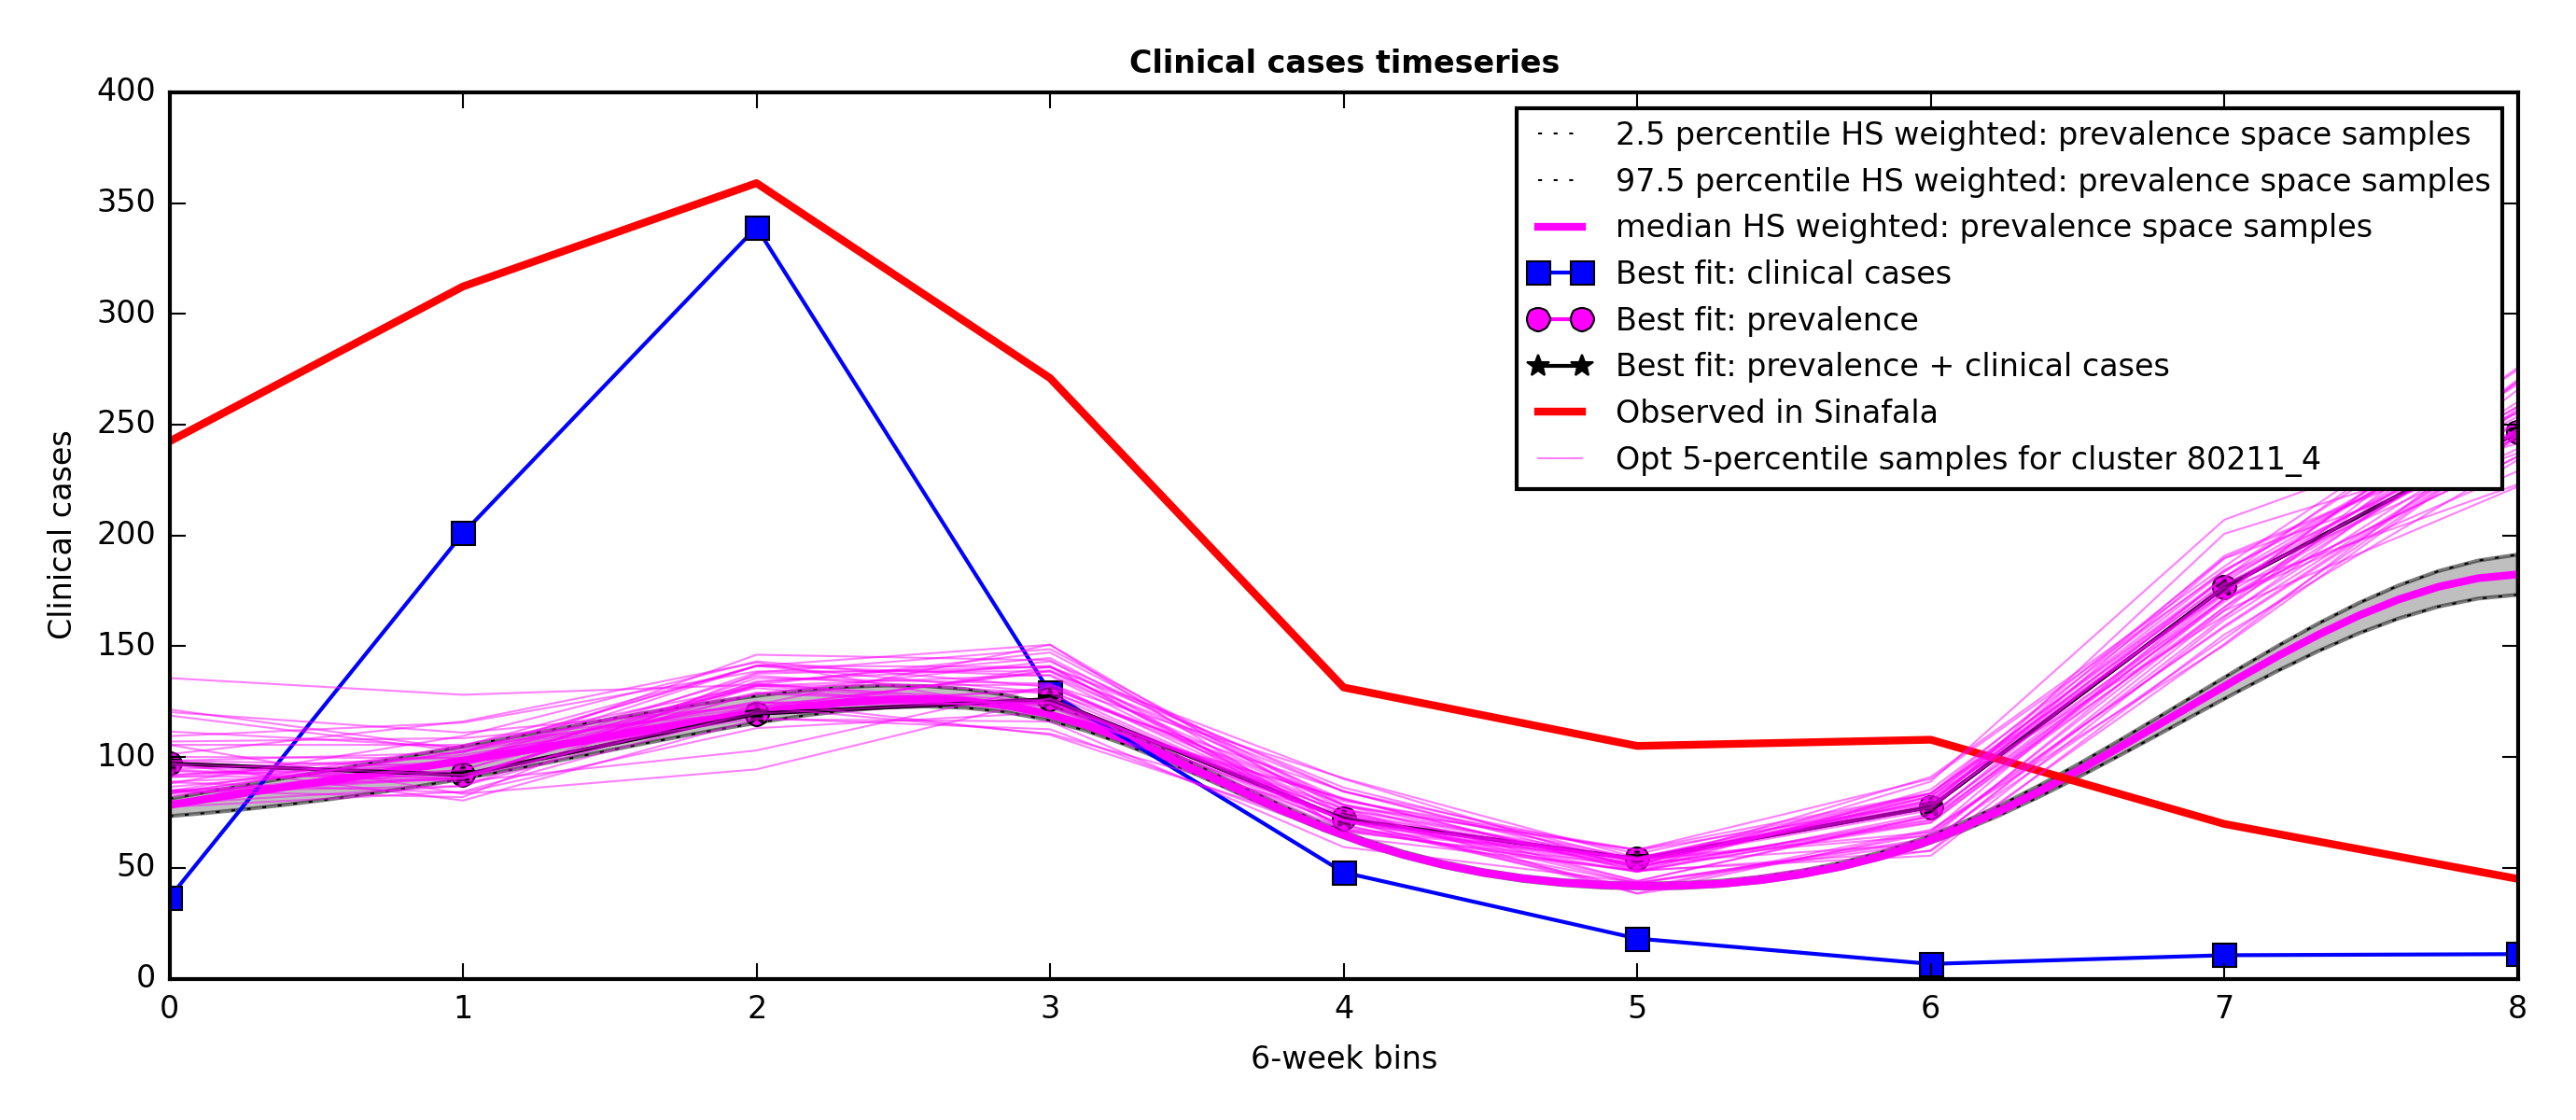 Clinical cases timeseries
400
350
300
250
200
150
100
50
0
Clinical cases
2.5 percentile HS weighted: prevalence space samples
97.5 percentile HS weighted: prevalence space samples
median HS weighted: prevalence space samples
Best fit: clinical cases
Best fit: prevalence
Best fit: prevalence + clinical cases
Observed in Sinafala
Opt 5-percentile samples for cluster 80211_4
0 1 2 3 4 5 6 7 8
6-week bins